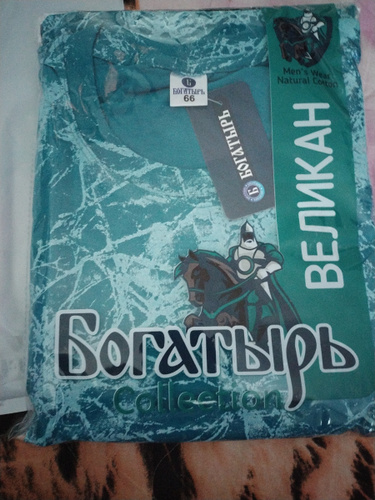 Men's Wear
Natural Cotton
БОГАТЫРЬ
66
БОГАТЫРЬ
ВЕЛИКАН
Богатырь
Collection